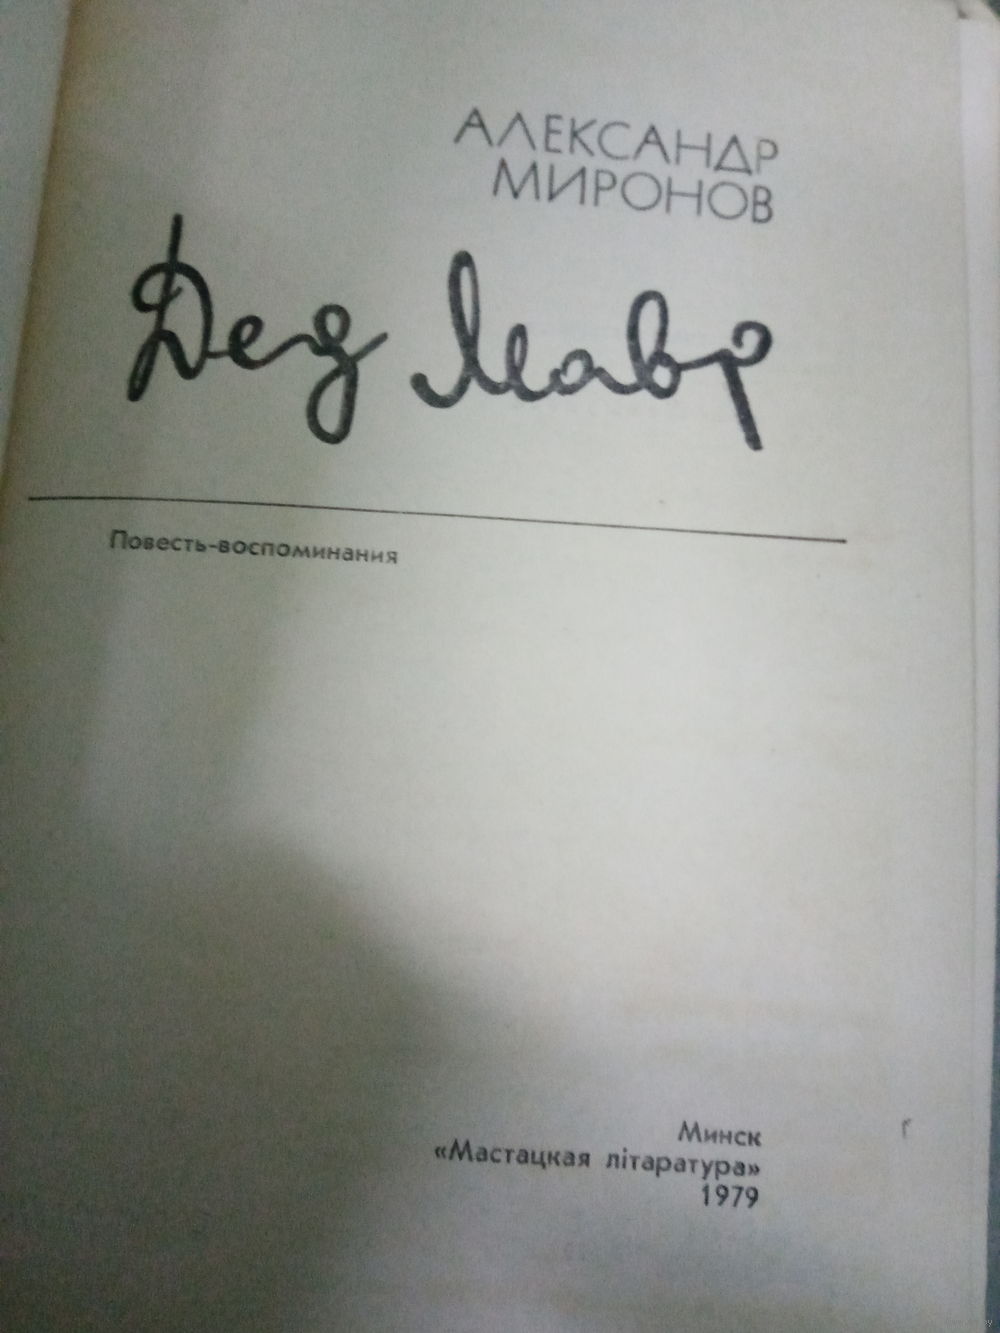 АЛЕКСАНДР
МИРОНОВ
Дед Мавр
Повесть-воспоминания
Минск
«Мастацкая літаратура»
1979